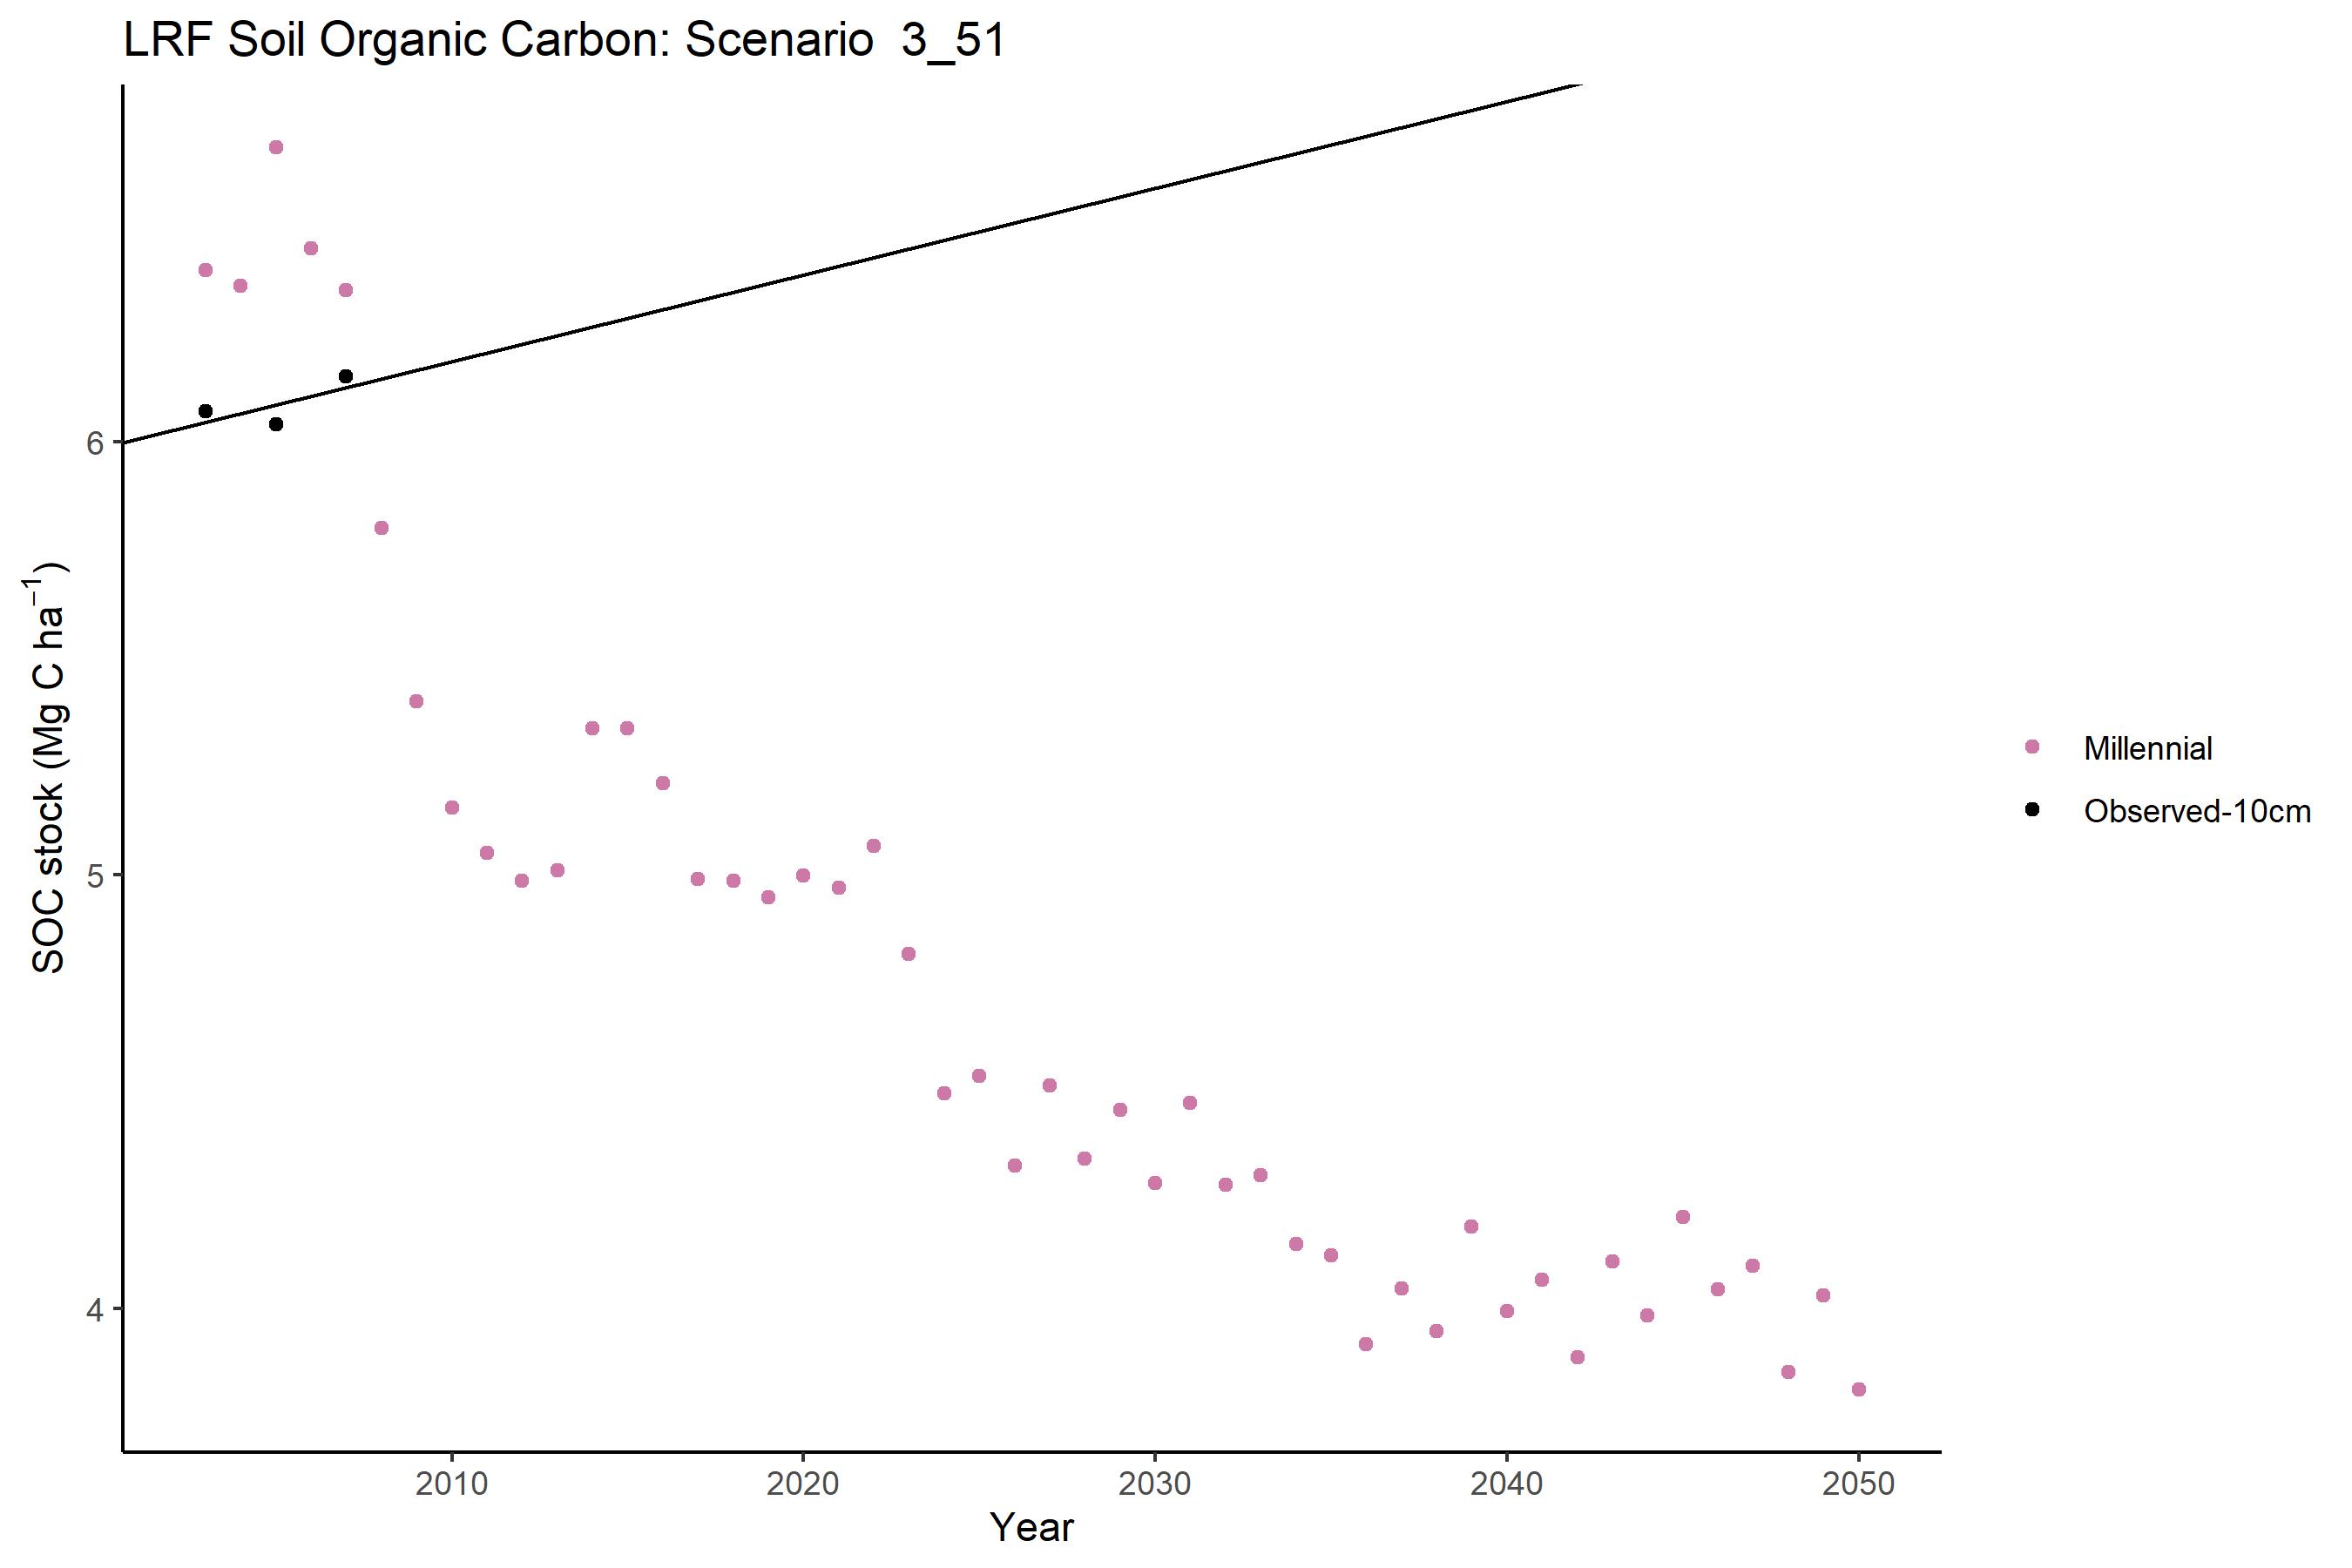 LRF Soil Organic Carbon: Scenario  3_51
SOC stock (Mg C ha⁻¹)
6
5
4
2010
2020
2030
2040
2050
Year
Millennial
Observed-10cm